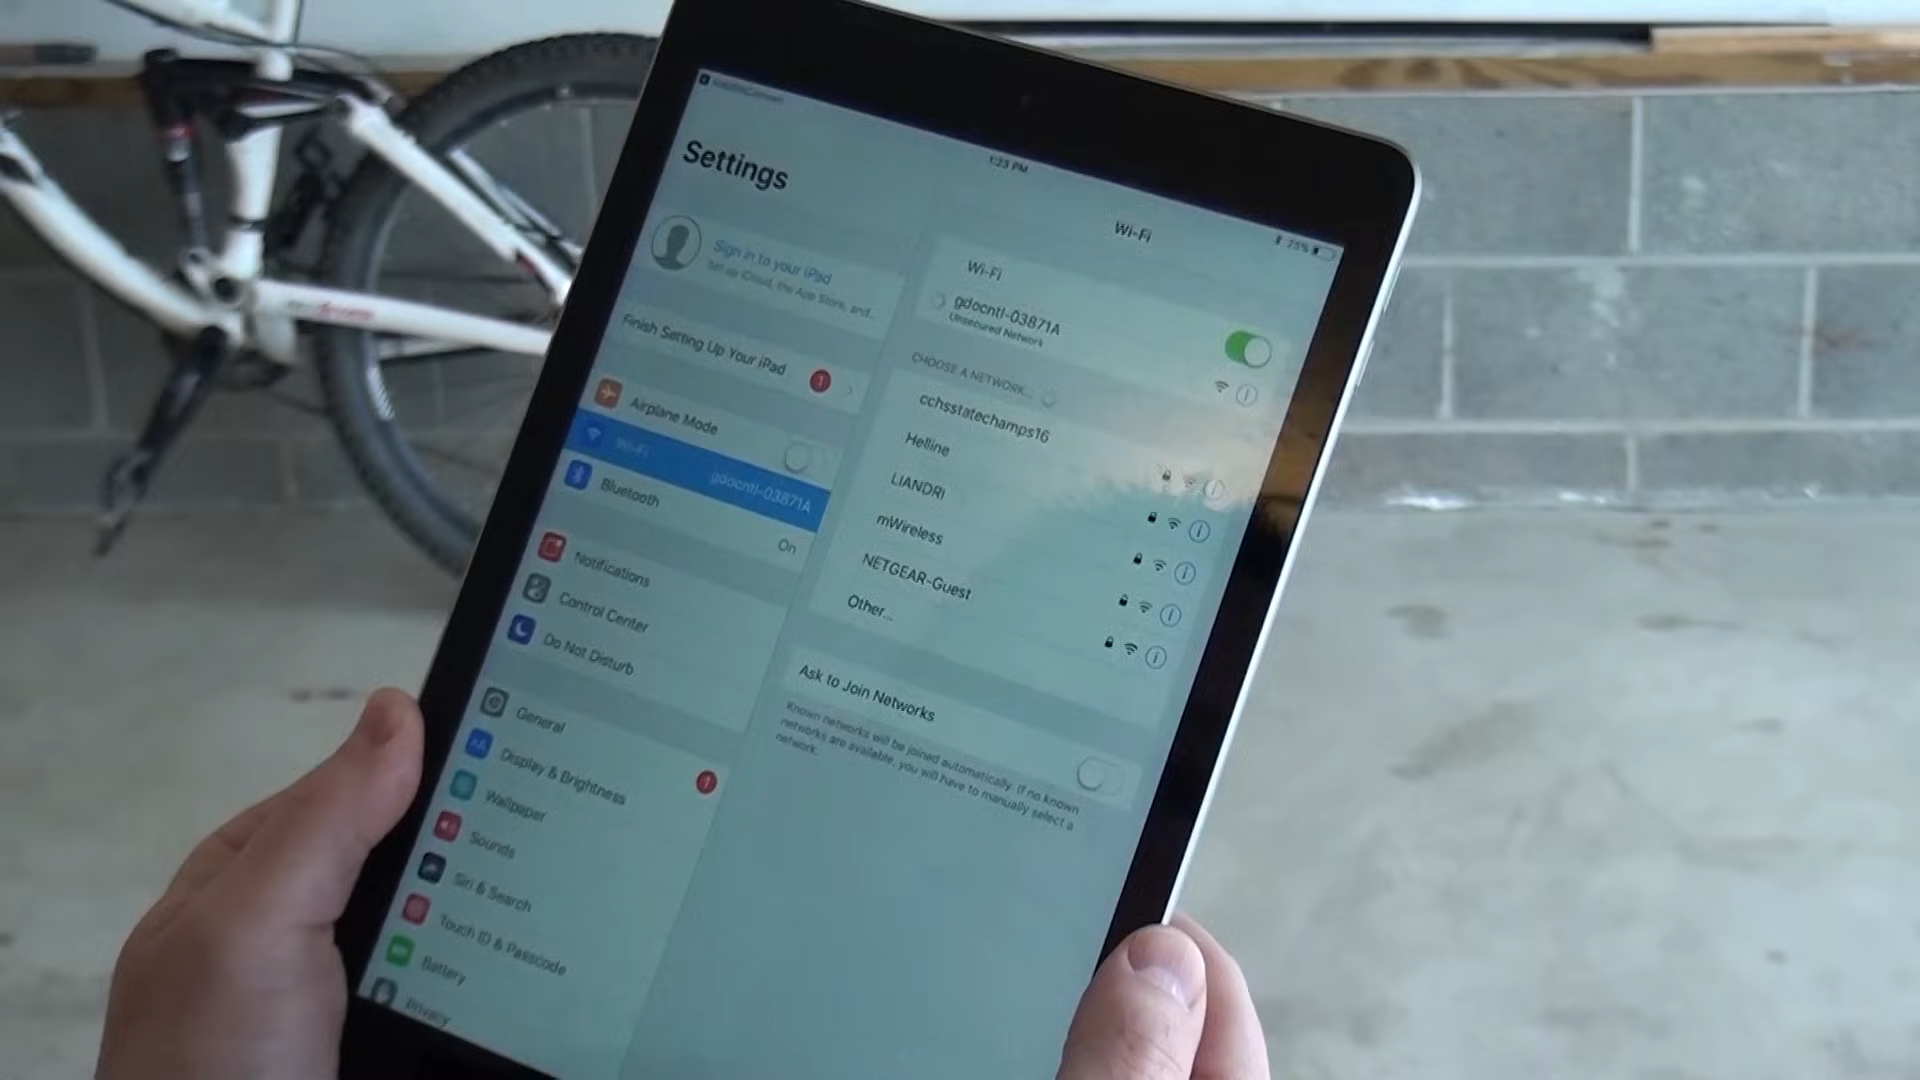 1:23 PM
Settings
Wi-Fi
Sign in to your iPad
Set up iCloud, the App Store, and...
Finish Setting Up Your iPad
1
Airplane Mode
Wi-Fi
gdocntl-03871A
Bluetooth
On
Notifications
Control Center
Do Not Disturb
General
1
Display & Brightness
Wallpaper
Sounds
Siri & Search
Touch ID & Passcode
Battery
Privacy
Wi-Fi
gdocntl-03871A
Unsecured Network
CHOOSE A NETWORK...
cchsstatechamps16
Helline
LIANDRI
mWireless
NETGEAR-Guest
Other...
Ask to Join Networks
Known networks will be joined automatically. If no known
networks are available, you will have to manually select a
network.